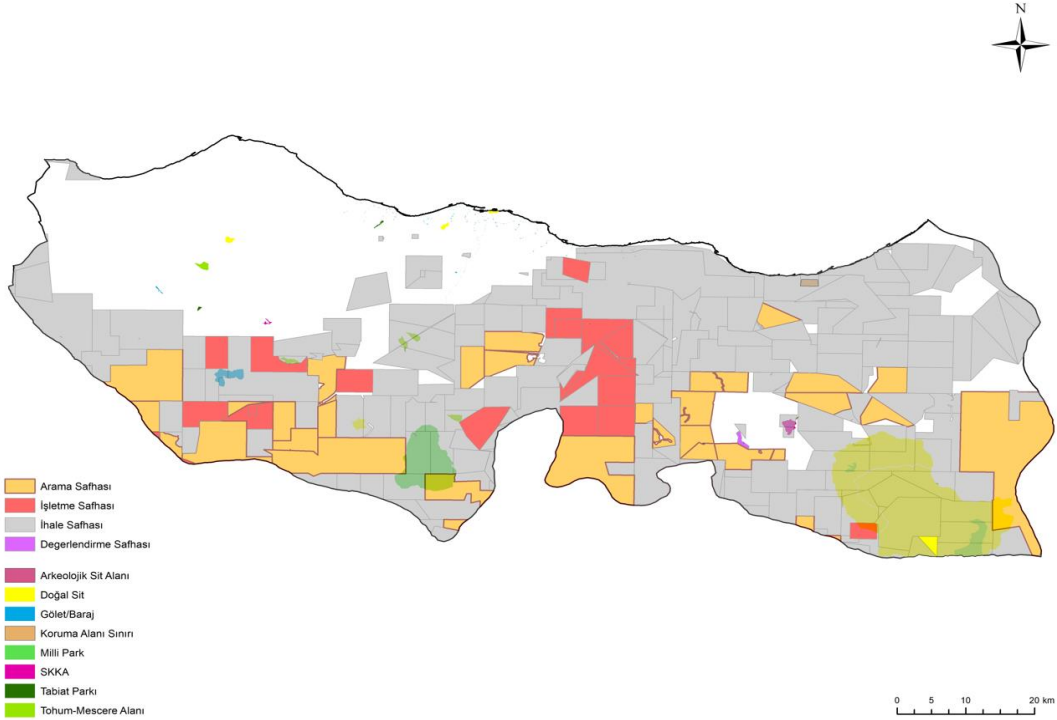 N
Arama Safhası
İşletme Safhası
İhale Safhası
Degerlendirme Safhası
Arkeolojik Sit Alanı
Doğal Sit
Gölet/Baraj
Koruma Alanı Sınırı
Milli Park
SKKA
Tabiat Parkı
Tohum-Mescere Alanı
0 5 10 20 km